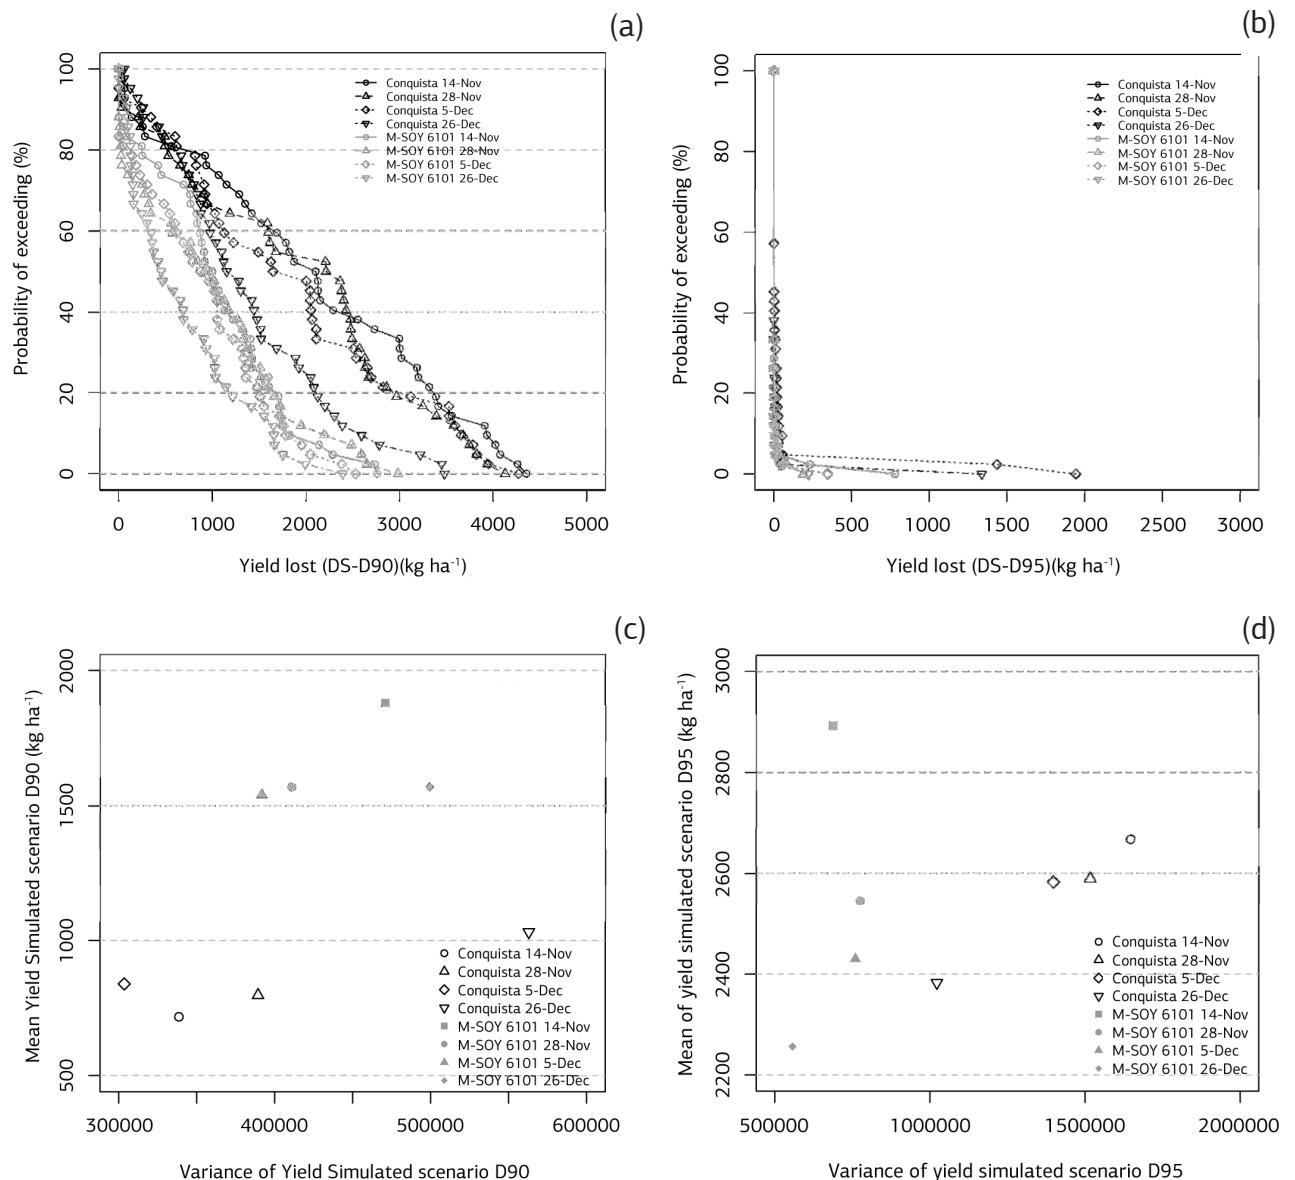 (a)
100
80
60
40
20
0
Probability of exceeding (%)
Conquista 14-Nov
Conquista 28-Nov
Conquista 5-Dec
Conquista 26-Dec
M-SOY 6101 14-Nov
M-SOY 6101 28-Nov
M-SOY 6101 5-Dec
M-SOY 6101 26-Dec
0 1000 2000 3000 4000 5000
Yield lost (DS-D90)(kg ha⁻¹)
(b)
100
80
60
40
20
0
Probability of exceeding (%)
Conquista 14-Nov
Conquista 28-Nov
Conquista 5-Dec
Conquista 26-Dec
M-SOY 6101 14-Nov
M-SOY 6101 28-Nov
M-SOY 6101 5-Dec
M-SOY 6101 26-Dec
0 500 1000 1500 2000 2500 3000
Yield lost (DS-D95)(kg ha⁻¹)
(c)
2000
1500
1000
500
Mean Yield Simulated scenario D90 (kg ha⁻¹)
Conquista 14-Nov
Conquista 28-Nov
Conquista 5-Dec
Conquista 26-Dec
M-SOY 6101 14-Nov
M-SOY 6101 28-Nov
M-SOY 6101 5-Dec
M-SOY 6101 26-Dec
300000 400000 500000 600000
Variance of Yield Simulated scenario D90
(d)
3000
2800
2600
2400
2200
Mean of yield simulated scenario D95 (kg ha⁻¹)
Conquista 14-Nov
Conquista 28-Nov
Conquista 5-Dec
Conquista 26-Dec
M-SOY 6101 14-Nov
M-SOY 6101 28-Nov
M-SOY 6101 5-Dec
M-SOY 6101 26-Dec
500000 1000000 1500000 2000000
Variance of yield simulated scenario D95